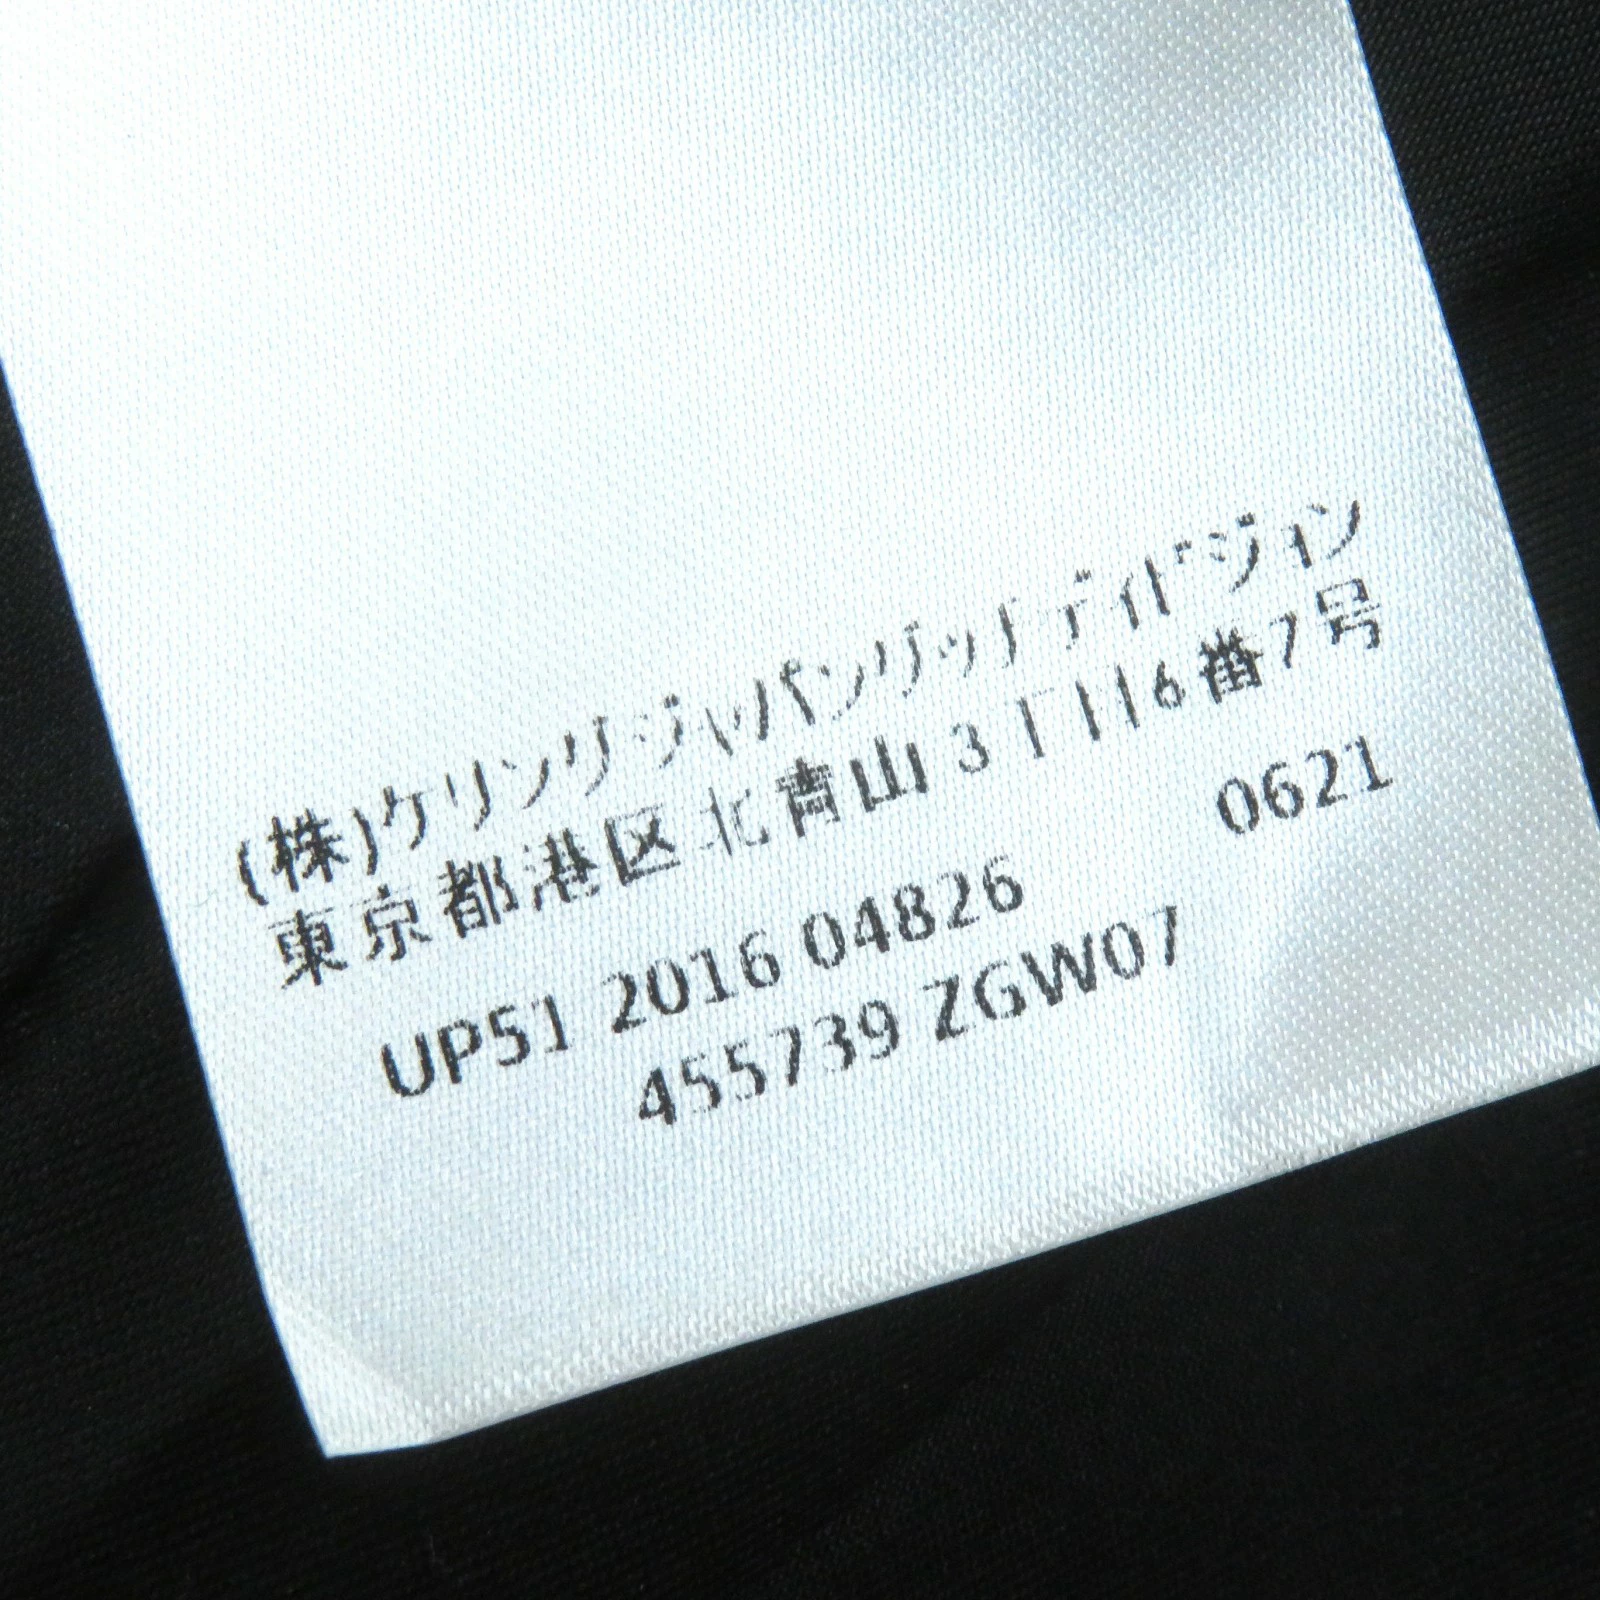 (株)ケリングジャパングッチディビジョン
東京都港区北青山3丁目6番7号
0621
UP51 2016 04826
455739 ZGW07